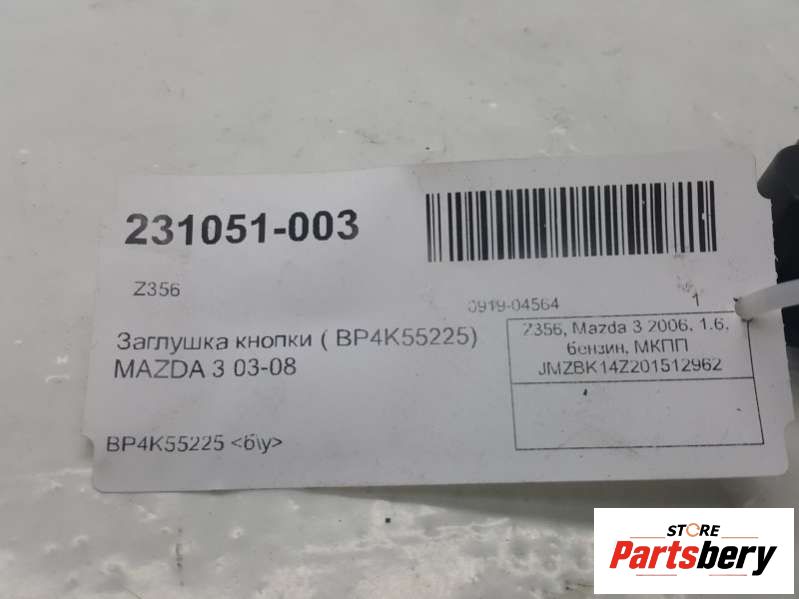 231051-003
Z356
0919-04564 1
Заглушка кнопки ( BP4K55225)
MAZDA 3 03-08
Z356, Mazda 3 2006, 1.6,
бензин, МКПП
JMZBK14Z201512962
BP4K55225 <б\у>
STORE
Partsbery